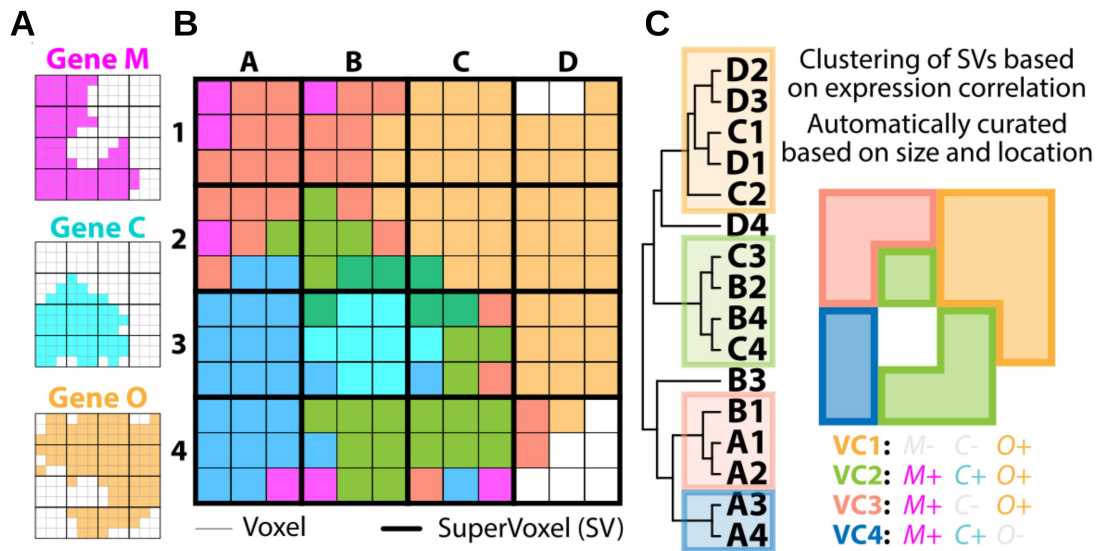 A
B
C
Gene M
Gene C
Gene O
A B C D
1
2
3
4
Voxel
SuperVoxel (SV)
D2
D3
C1
D1
C2
D4
C3
B2
B4
C4
B3
B1
A1
A2
A3
A4
Clustering of SVs based
on expression correlation
Automatically curated
based on size and location
VC1: M- C- O+
VC2: M+ C+ O+
VC3: M+ C- O+
VC4: M+ C+ O-